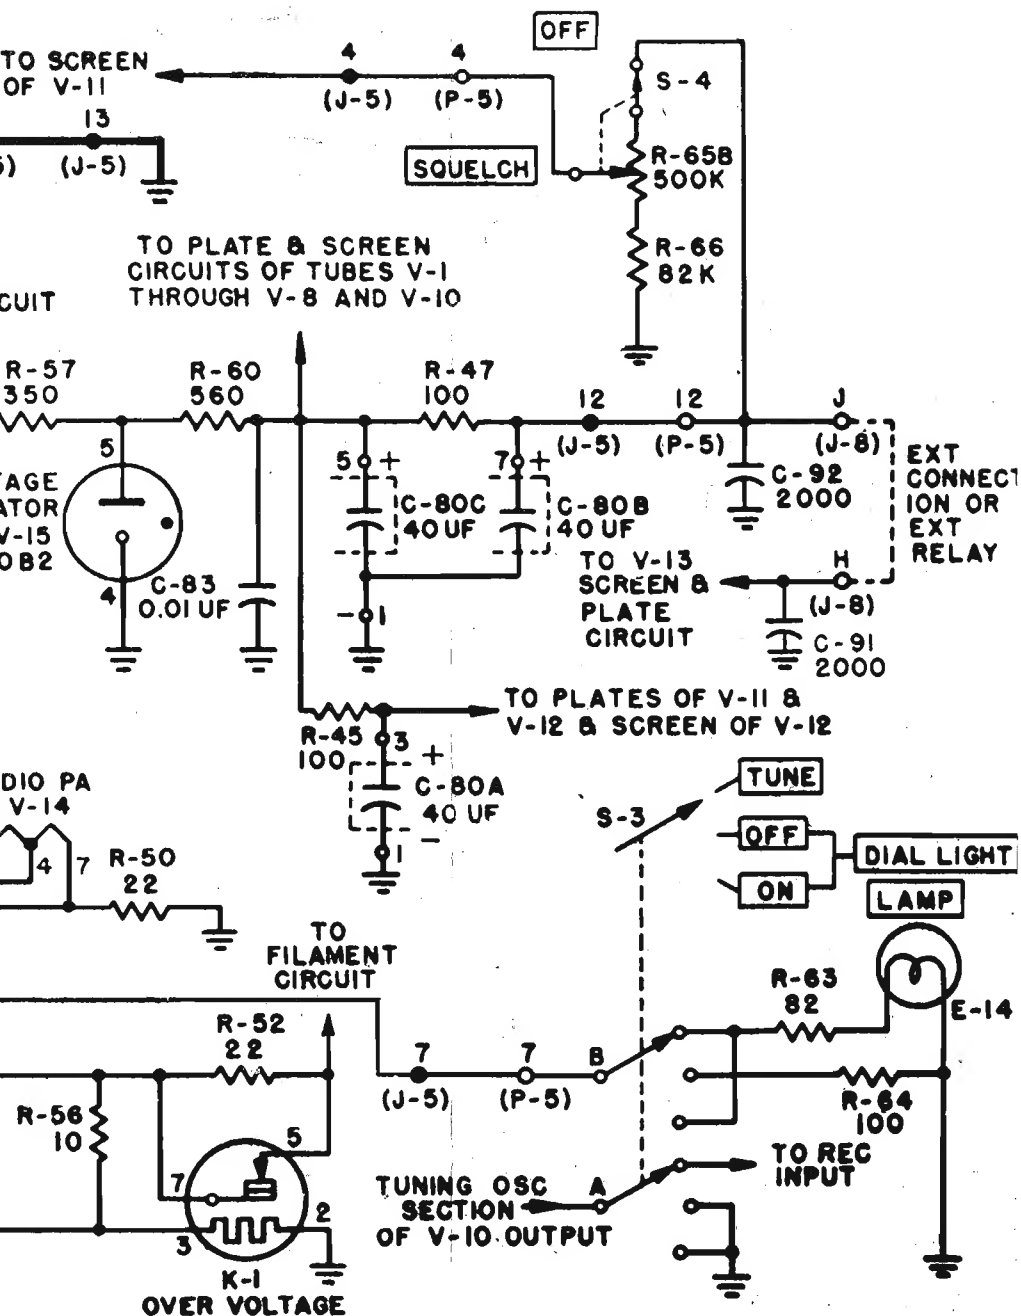 OFF
TO SCREEN
OF V-11
4
4
(J-5)
(P-5)
S-4
13
(J-5)
SQUELCH
R-65B
500K
R-66
82K
TO PLATE & SCREEN
CIRCUITS OF TUBES V-1
THROUGH V-8 AND V-10
CUIT
R-57
350
R-60
560
R-47
100
12
12
J
(J-5)
(P-5)
(J-8)
5
5
+
7
+
TAGE
ATOR
V-15
OB2
4
C-83
0.01 UF
C-80C
40 UF
C-80B
40 UF
C-92
2000
EXT
CONNECT
ION OR
EXT
RELAY
TO V-13
SCREEN &
PLATE
CIRCUIT
H
(J-8)
C-91
2000
-
1
R-45
100
3
+
TO PLATES OF V-11 &
V-12 & SCREEN OF V-12
C-80A
40 UF
-
1
DIO PA
V-14
4
7
R-50
22
S-3
TUNE
OFF
ON
DIAL LIGHT
LAMP
E-14
TO
FILAMENT
CIRCUIT
R-52
22
R-63
82
R-64
100
7
7
B
(J-5)
(P-5)
R-56
10
5
7
2
3
K-1
OVER VOLTAGE
TUNING OSC
SECTION
OF V-10 OUTPUT
A
TO REC
INPUT